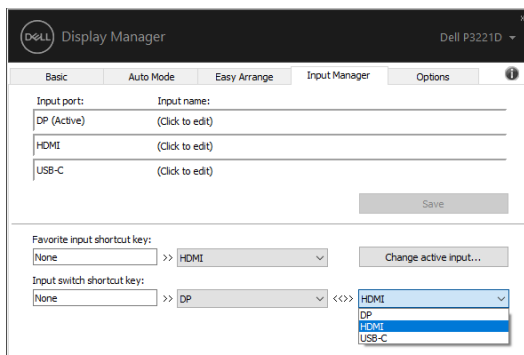 DELL Display Manager Dell P3221D
Basic Auto Mode Easy Arrange Input Manager Options
Input port: Input name:
DP (Active) (Click to edit)
HDMI (Click to edit)
USB-C (Click to edit)
Save
Favorite input shortcut key:
None >> HDMI Change active input...
Input switch shortcut key:
None >> DP <<>> HDMI
DP
HDMI
USB-C